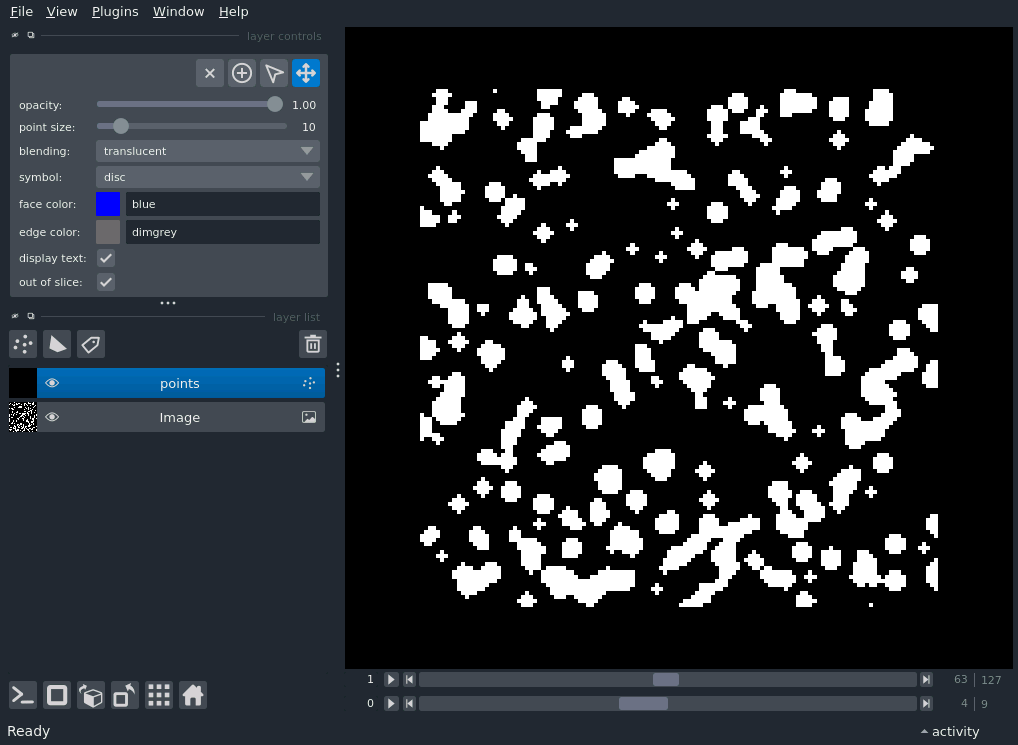 File View Plugins Window Help
layer controls
opacity: 1.00
point size: 10
blending: translucent
symbol: disc
face color: blue
edge color: dimgrey
display text:
out of slice:
layer list
points
Image
1 63 127
0 4 9
Ready activity